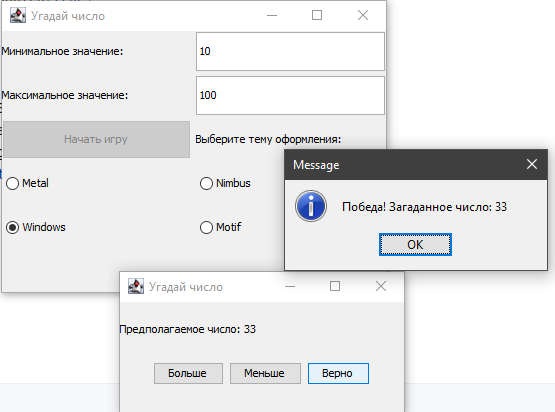 Угадай число
Минимальное значение:
10
Максимальное значение:
100
Начать игру
Выберите тему оформления:
Metal
Nimbus
Windows
Motif
Message
Победа! Загаданное число: 33
OK
Угадай число
Предполагаемое число: 33
Больше
Меньше
Верно